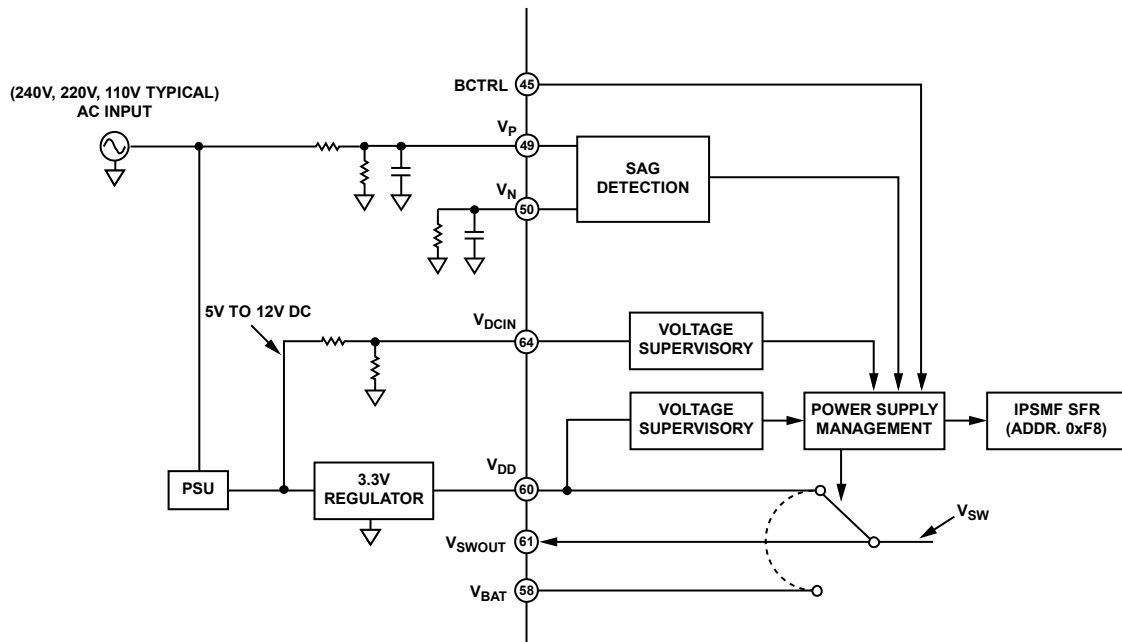 BCTRL
45
(240V, 220V, 110V TYPICAL)
AC INPUT
VP
49
SAG
DETECTION
VN
50
5V TO 12V DC
VDCIN
64
VOLTAGE
SUPERVISORY
VOLTAGE
SUPERVISORY
POWER SUPPLY
MANAGEMENT
IPSMF SFR
(ADDR. 0xF8)
PSU
3.3V
REGULATOR
VDD
60
VSW
VSWOUT
61
VBAT
58